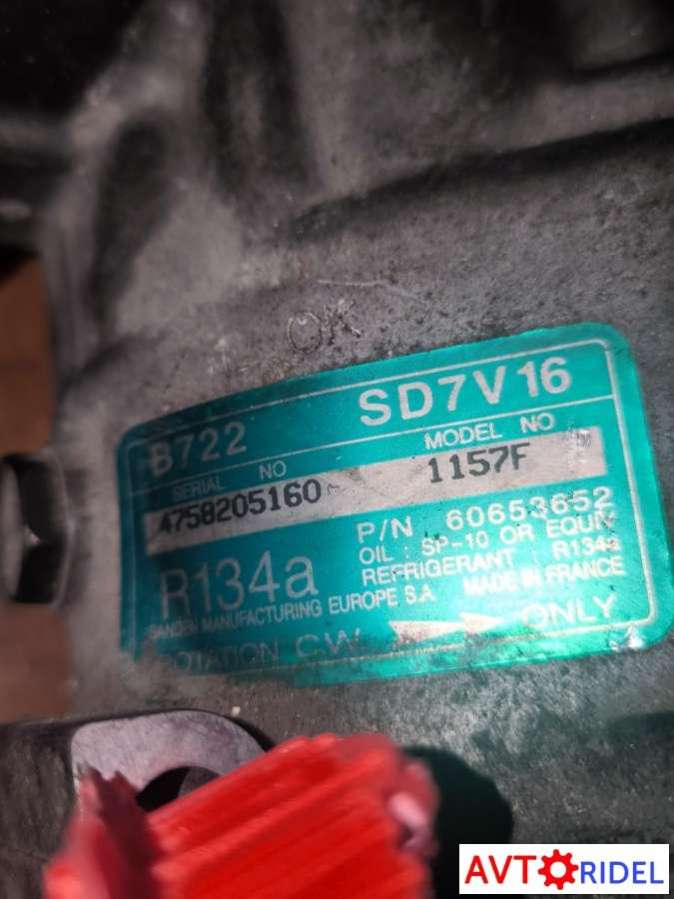 OK
B722 SD7V16
SERIAL NO MODEL NO
4758205160 1157F
P/N 60653652
OIL : SP-10 OR EQUIV
REFRIGERANT R134a
R134a
SANDEN MANUFACTURING EUROPE S.A. MADE IN FRANCE
ROTATION C.W. ONLY
AVTORIDEL